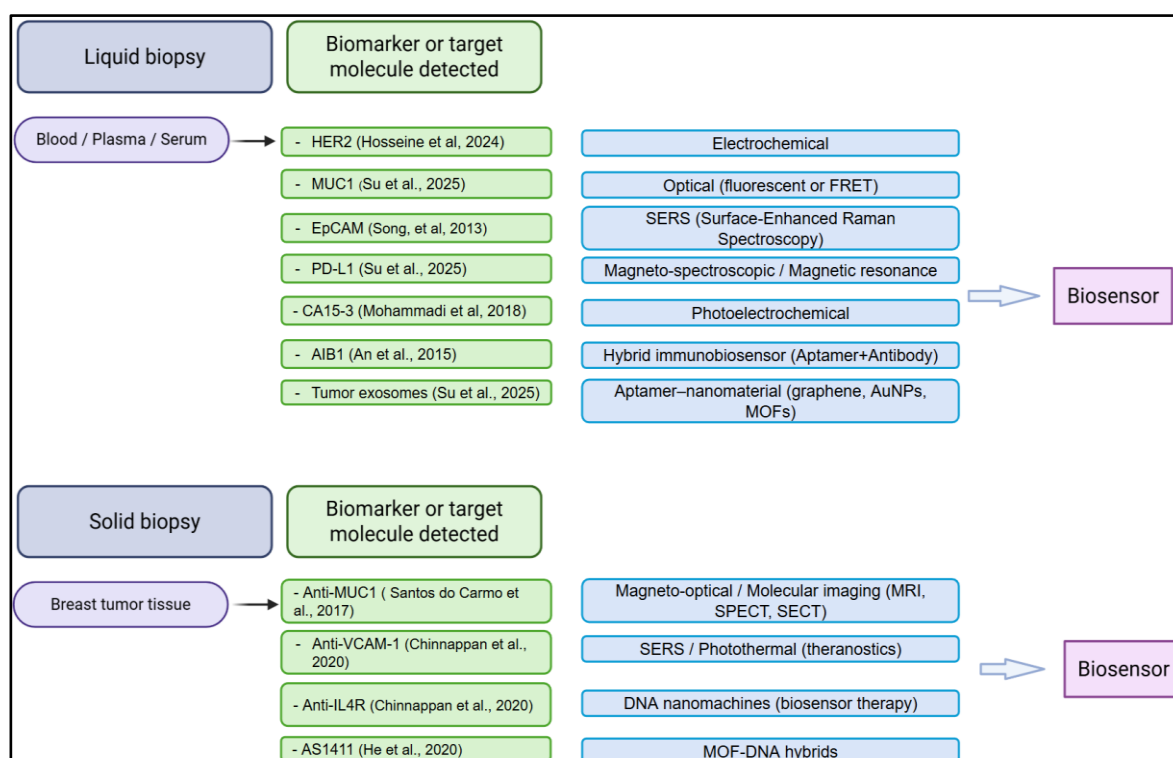 Liquid biopsy
Biomarker or target
molecule detected
Blood / Plasma / Serum
- HER2 (Hosseine et al, 2024)
Electrochemical
- MUC1 (Su et al., 2025)
Optical (fluorescent or FRET)
- EpCAM (Song, et al, 2013)
SERS (Surface-Enhanced Raman
Spectroscopy)
- PD-L1 (Su et al., 2025)
Magneto-spectroscopic / Magnetic resonance
- CA15-3 (Mohammadi et al, 2018)
Photoelectrochemical
- AIB1 (An et al., 2015)
Hybrid immunobiosensor (Aptamer+Antibody)
- Tumor exosomes (Su et al., 2025)
Aptamer–nanomaterial (graphene, AuNPs,
MOFs)
Biosensor
Solid biopsy
Biomarker or target
molecule detected
Breast tumor tissue
- Anti-MUC1 ( Santos do Carmo et
al., 2017)
Magneto-optical / Molecular imaging (MRI,
SPECT, SECT)
- Anti-VCAM-1 (Chinnappan et al.,
2020)
SERS / Photothermal (theranostics)
- Anti-IL4R (Chinnappan et al., 2020)
DNA nanomachines (biosensor therapy)
- AS1411 (He et al., 2020)
MOF-DNA hybrids
Biosensor